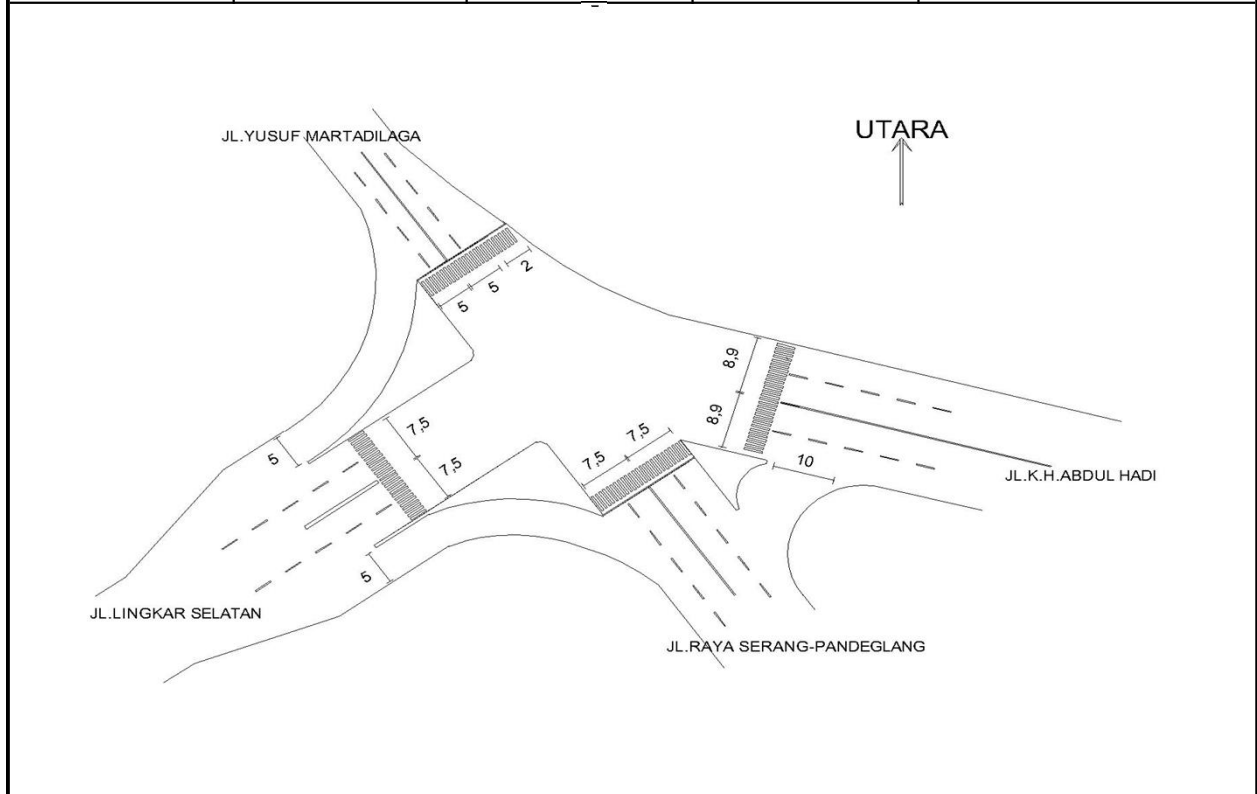 JL.YUSUF MARTADILAGA
UTARA
2
5
5
8,9
8,9
7,5
7,5
5
7,5
7,5
10
JL.K.H.ABDUL HADI
5
JL.LINGKAR SELATAN
JL.RAYA SERANG-PANDEGLANG